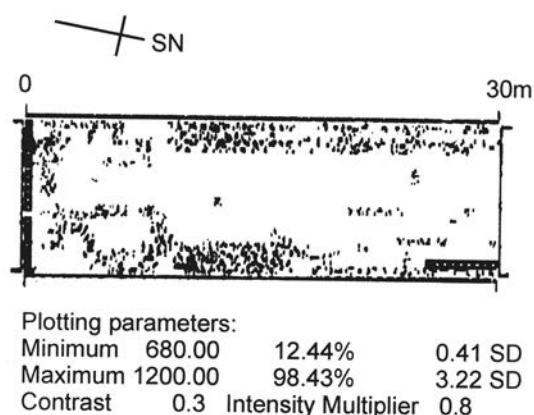 SN
0 30m
Plotting parameters:
Minimum 680.00 12.44% 0.41 SD
Maximum 1200.00 98.43% 3.22 SD
Contrast 0.3 Intensity Multiplier 0.8